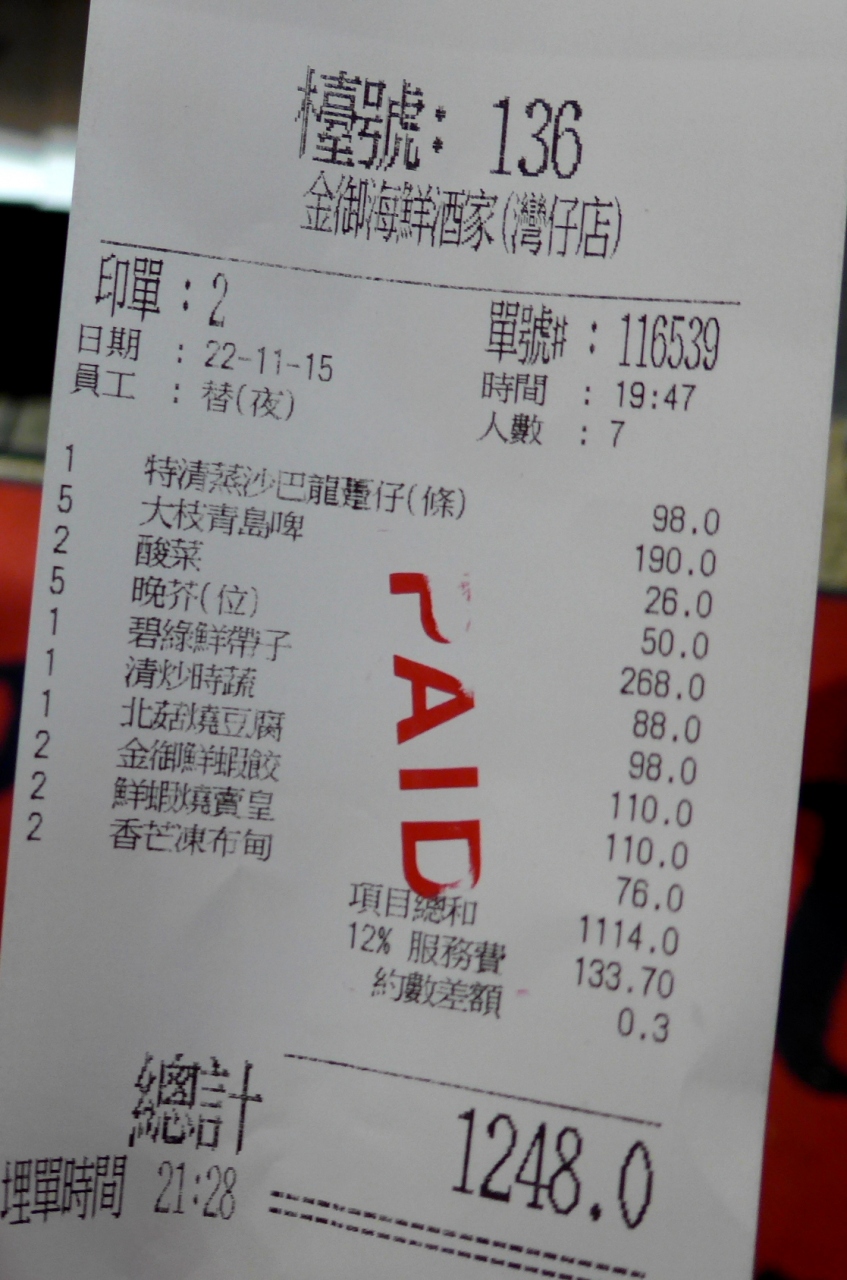 檯號: 136
金御海鮮酒家(灣仔店)
印單 : 2 單號# : 116539
日期 : 22-11-15 時間 : 19:47
員工 : 替(夜) 人數 : 7
1 特清蒸沙巴龍躉仔(條) 98.0
5 大枝青島啤 190.0
2 酸菜 26.0
5 晚芥(位) 50.0
1 碧綠鮮帶子 268.0
1 清炒時蔬 88.0
1 北菇燒豆腐 98.0
2 金御鮮蝦餃 110.0
2 鮮蝦燒賣皇 110.0
2 香芒凍布甸 76.0
項目總和 1114.0
12% 服務費 133.70
約數差額 0.3
總計 1248.0
埋單時間 21:28
PAID